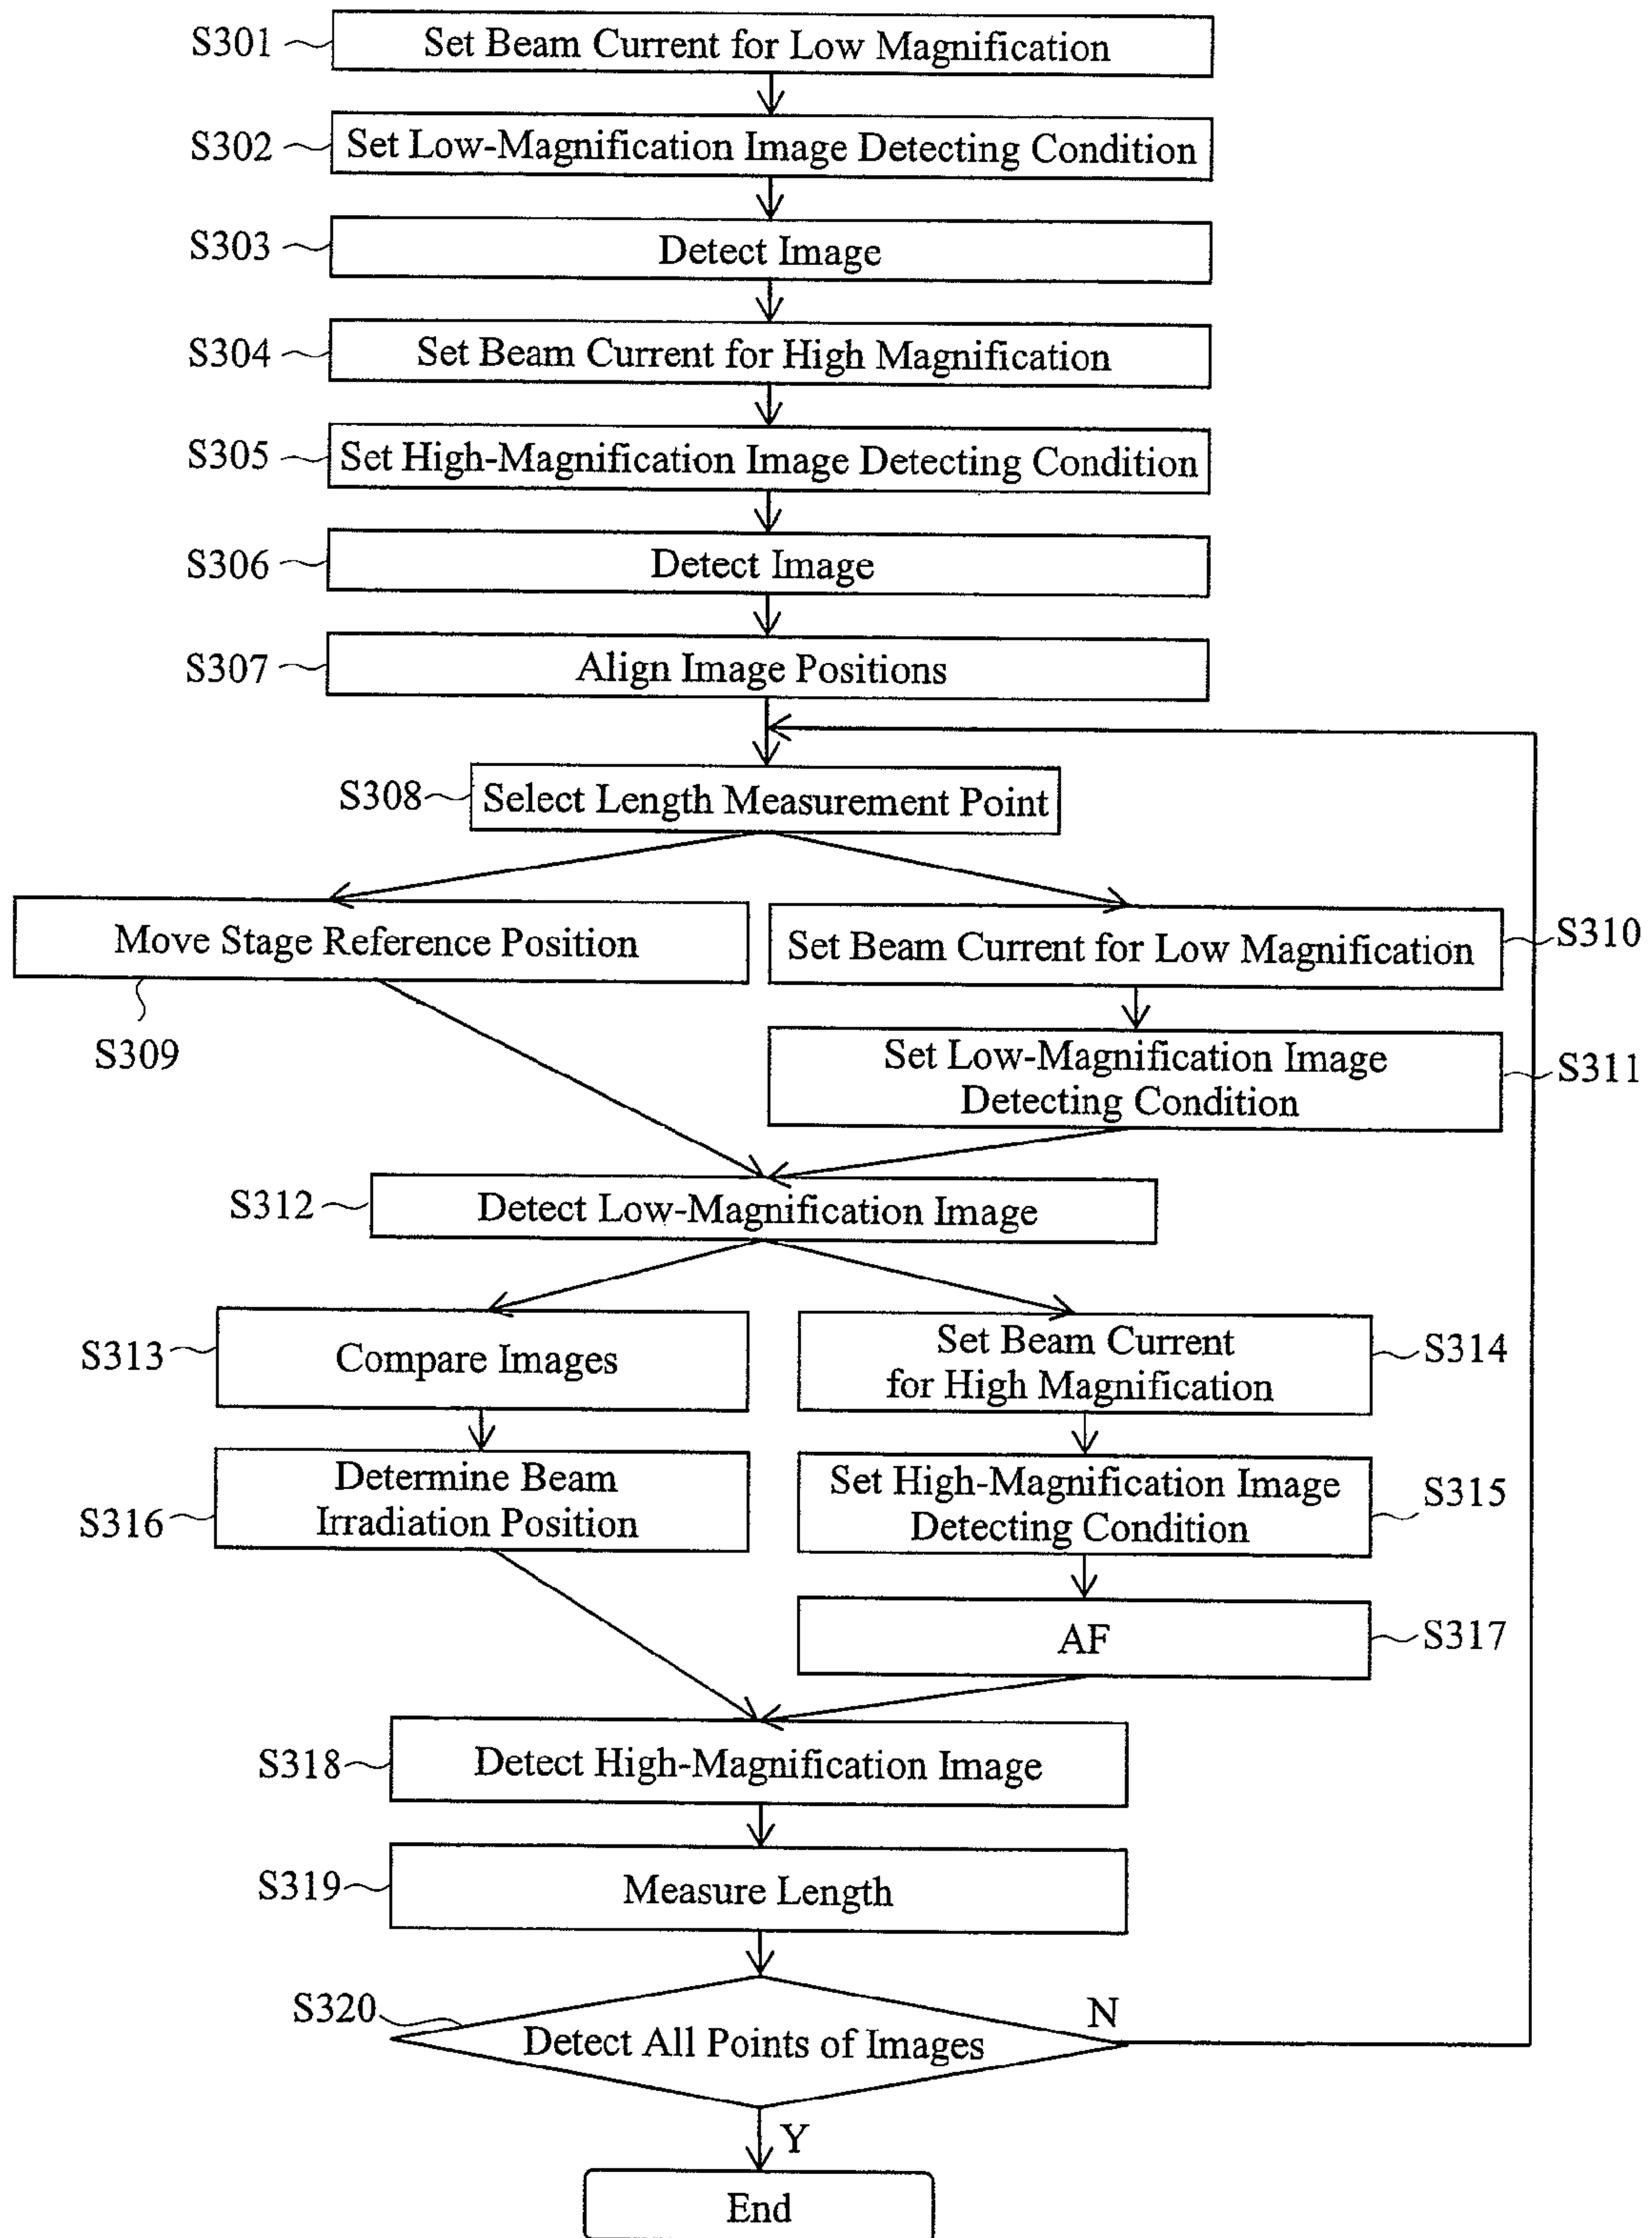 S301
Set Beam Current for Low Magnification
S302
Set Low-Magnification Image Detecting Condition
S303
Detect Image
S304
Set Beam Current for High Magnification
S305
Set High-Magnification Image Detecting Condition
S306
Detect Image
S307
Align Image Positions
S308
Select Length Measurement Point
Move Stage Reference Position
S309
Set Beam Current for Low Magnification
S310
Set Low-Magnification Image
Detecting Condition
S311
S312
Detect Low-Magnification Image
S313
Compare Images
Set Beam Current
for High Magnification
S314
S316
Determine Beam
Irradiation Position
Set High-Magnification Image
Detecting Condition
S315
AF
S317
S318
Detect High-Magnification Image
S319
Measure Length
S320
Detect All Points of Images
N
Y
End